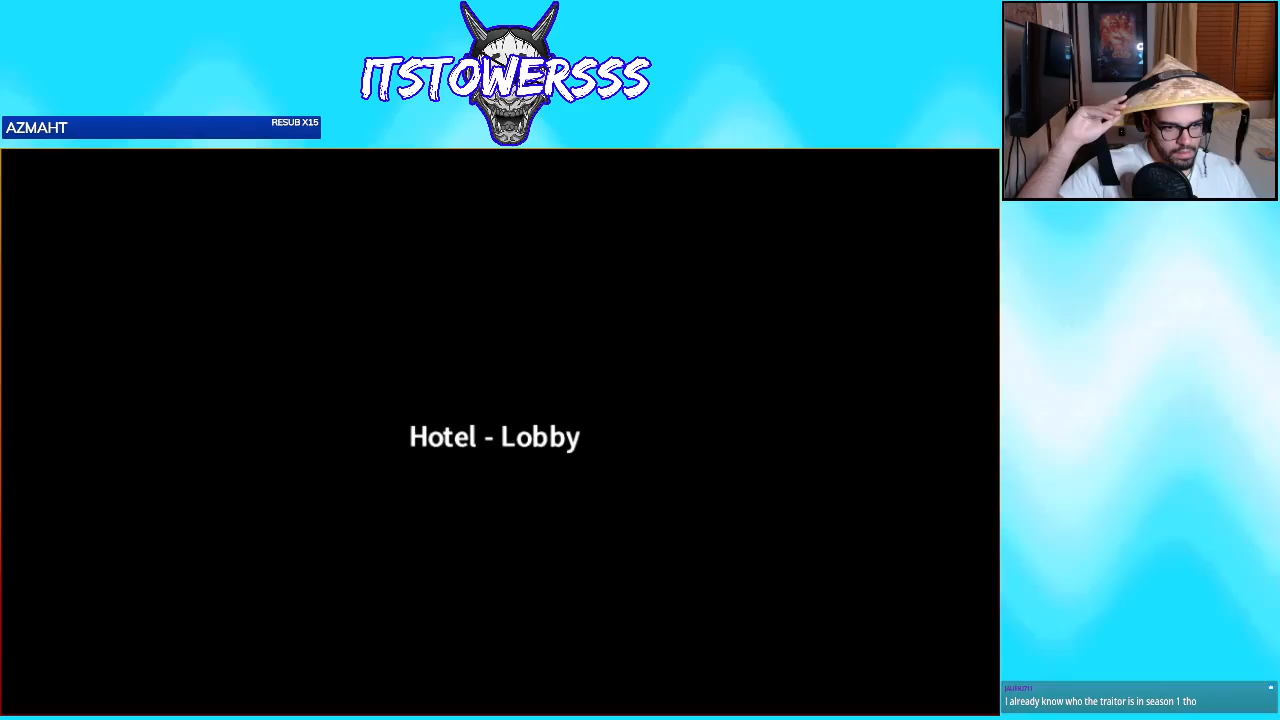 ITSTOWERSSS
AZMAHT
RESUB X15
Hotel - Lobby
I already know who the traitor is in season 1 tho